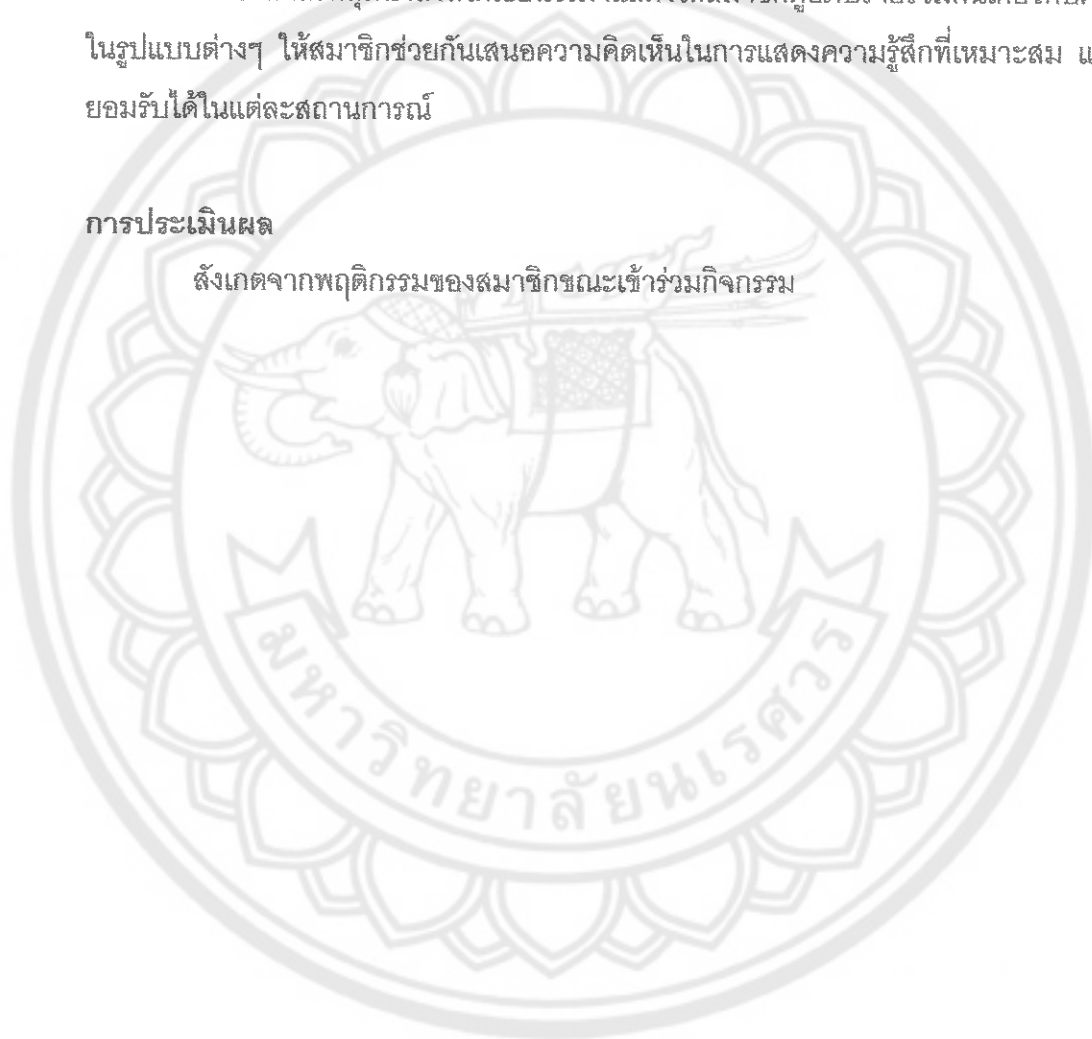 ในรูปแบบต่างๆ ให้สมาชิกช่วยกันเสนอความคิดเห็นในการแสดงความรู้สึกที่เหมาะสม แ
ยอมรับได้ในแต่ละสถานการณ์
การประเมินผล
สังเกตจากพฤติกรรมของสมาชิกขณะเข้าร่วมกิจกรรม
มหาวิทยาลัยนเรศวร